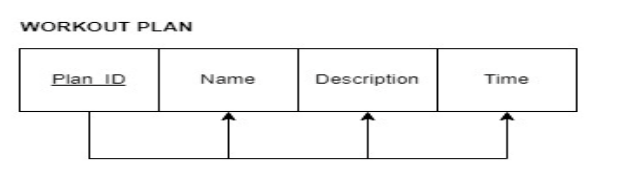 WORKOUT PLAN
Plan_ID Name Description Time